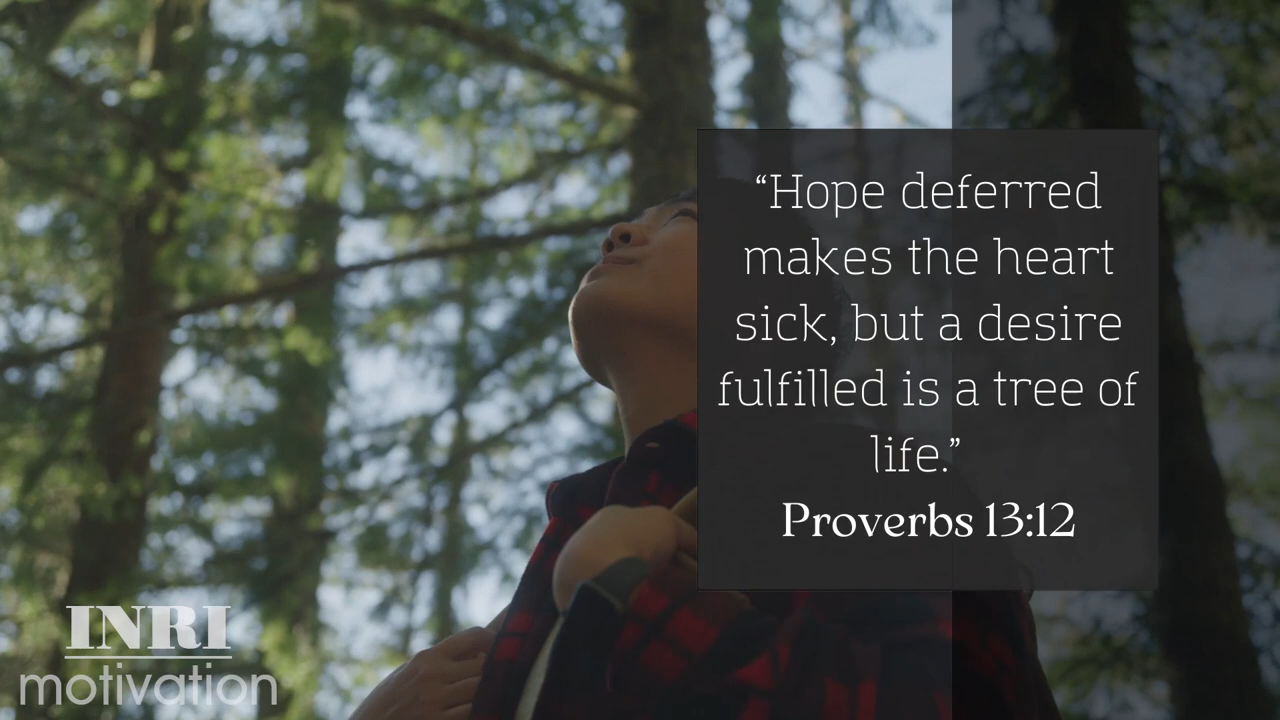 “Hope deferred
makes the heart
sick, but a desire
fulfilled is a tree of
life.”
Proverbs 13:12
INRI
motivation